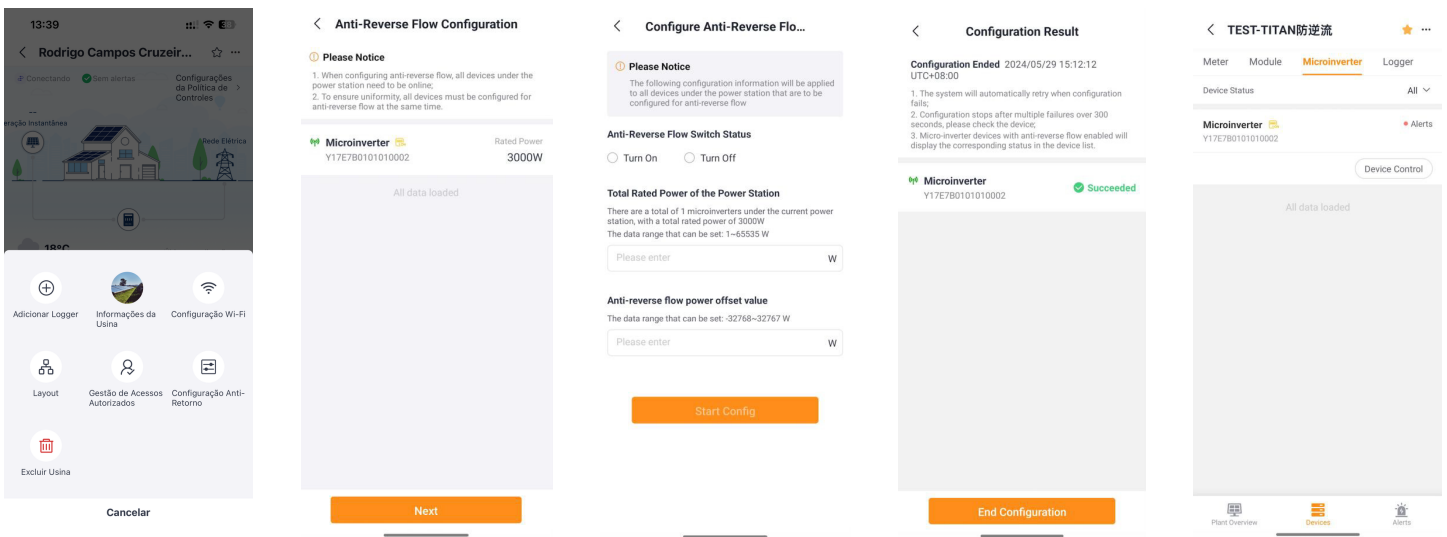 13:39
Rodrigo Campos Cruzeir...
Conectando
Sem alertas
Configurações
da Política de
Controles
--
eração Instantânea
Rede Elétrica
18°C
Adicionar Logger
Informações da
Usina
Configuração Wi-Fi
Layout
Gestão de Acessos
Autorizados
Configuração Anti-
Retorno
Excluir Usina
Cancelar
Anti-Reverse Flow Configuration
Please Notice
1. When configuring anti-reverse flow, all devices under the
power station need to be online;
2. To ensure uniformity, all devices must be configured for
anti-reverse flow at the same time.
Microinverter
Rated Power
Y17E7B0101010002
3000W
All data loaded
Next
Configure Anti-Reverse Flo...
Please Notice
The following configuration information will be applied
to all devices under the power station that are to be
configured for anti-reverse flow
Anti-Reverse Flow Switch Status
Turn On
Turn Off
Total Rated Power of the Power Station
There are a total of 1 microinverters under the current power
station, with a total rated power of 3000W
The data range that can be set: 1~65535 W
Please enter
W
Anti-reverse flow power offset value
The data range that can be set: -32768~32767 W
Please enter
W
Start Config
Configuration Result
Configuration Ended 2024/05/29 15:12:12
UTC+08:00
1. The system will automatically retry when configuration
fails;
2. Configuration stops after multiple failures over 300
seconds, please check the device;
3. Micro-inverter devices with anti-reverse flow enabled will
display the corresponding status in the device list.
Microinverter
Y17E7B0101010002
Succeeded
End Configuration
TEST-TITAN防逆流
Meter
Module
Microinverter
Logger
Device Status
All
Microinverter
Alerts
Y17E7B0101010002
Device Control
All data loaded
Plant Overview
Devices
Alerts